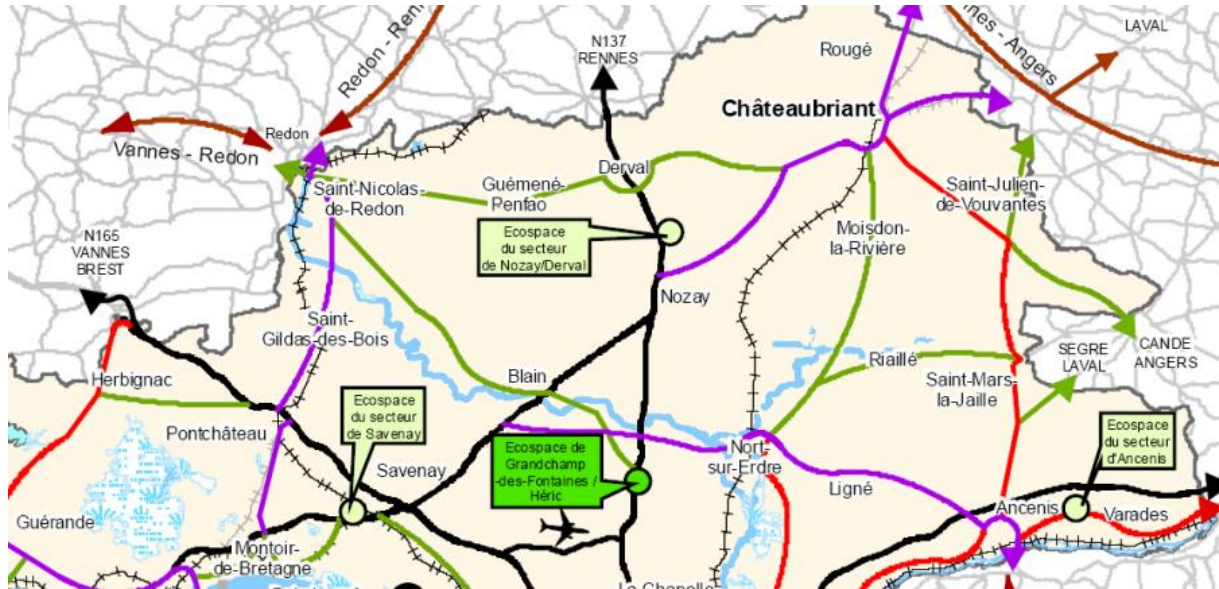 Redon - Ren
nes - Angers
LAVAL
N137
RENNES
Rougé
Châteaubriant
Redon
Vannes - Redon
Derval
Saint-Nicolas-
de-Redon
Guémené-
Penfao
Saint-Julien-
de-Vouvantes
Ecospace
du secteur
de Nozay/Derval
Moisdon-
la-Rivière
N165
VANNES
BREST
Nozay
Saint-
Gildas-des-Bois
SEGRE
LAVAL
CANDE
ANGERS
Riaillé
Herbignac
Blain
Saint-Mars-
la-Jaille
Ecospace
du secteur
de Savenay
Pontchâteau
Ecospace
du secteur
d'Ancenis
Ecospace de
Grandchamp
-des-Fontaines /
Héric
Nort-
sur-Erdre
Savenay
Ligné
Guérande
Ancenis
Varades
Montoir-
de-Bretagne
La Chapelle